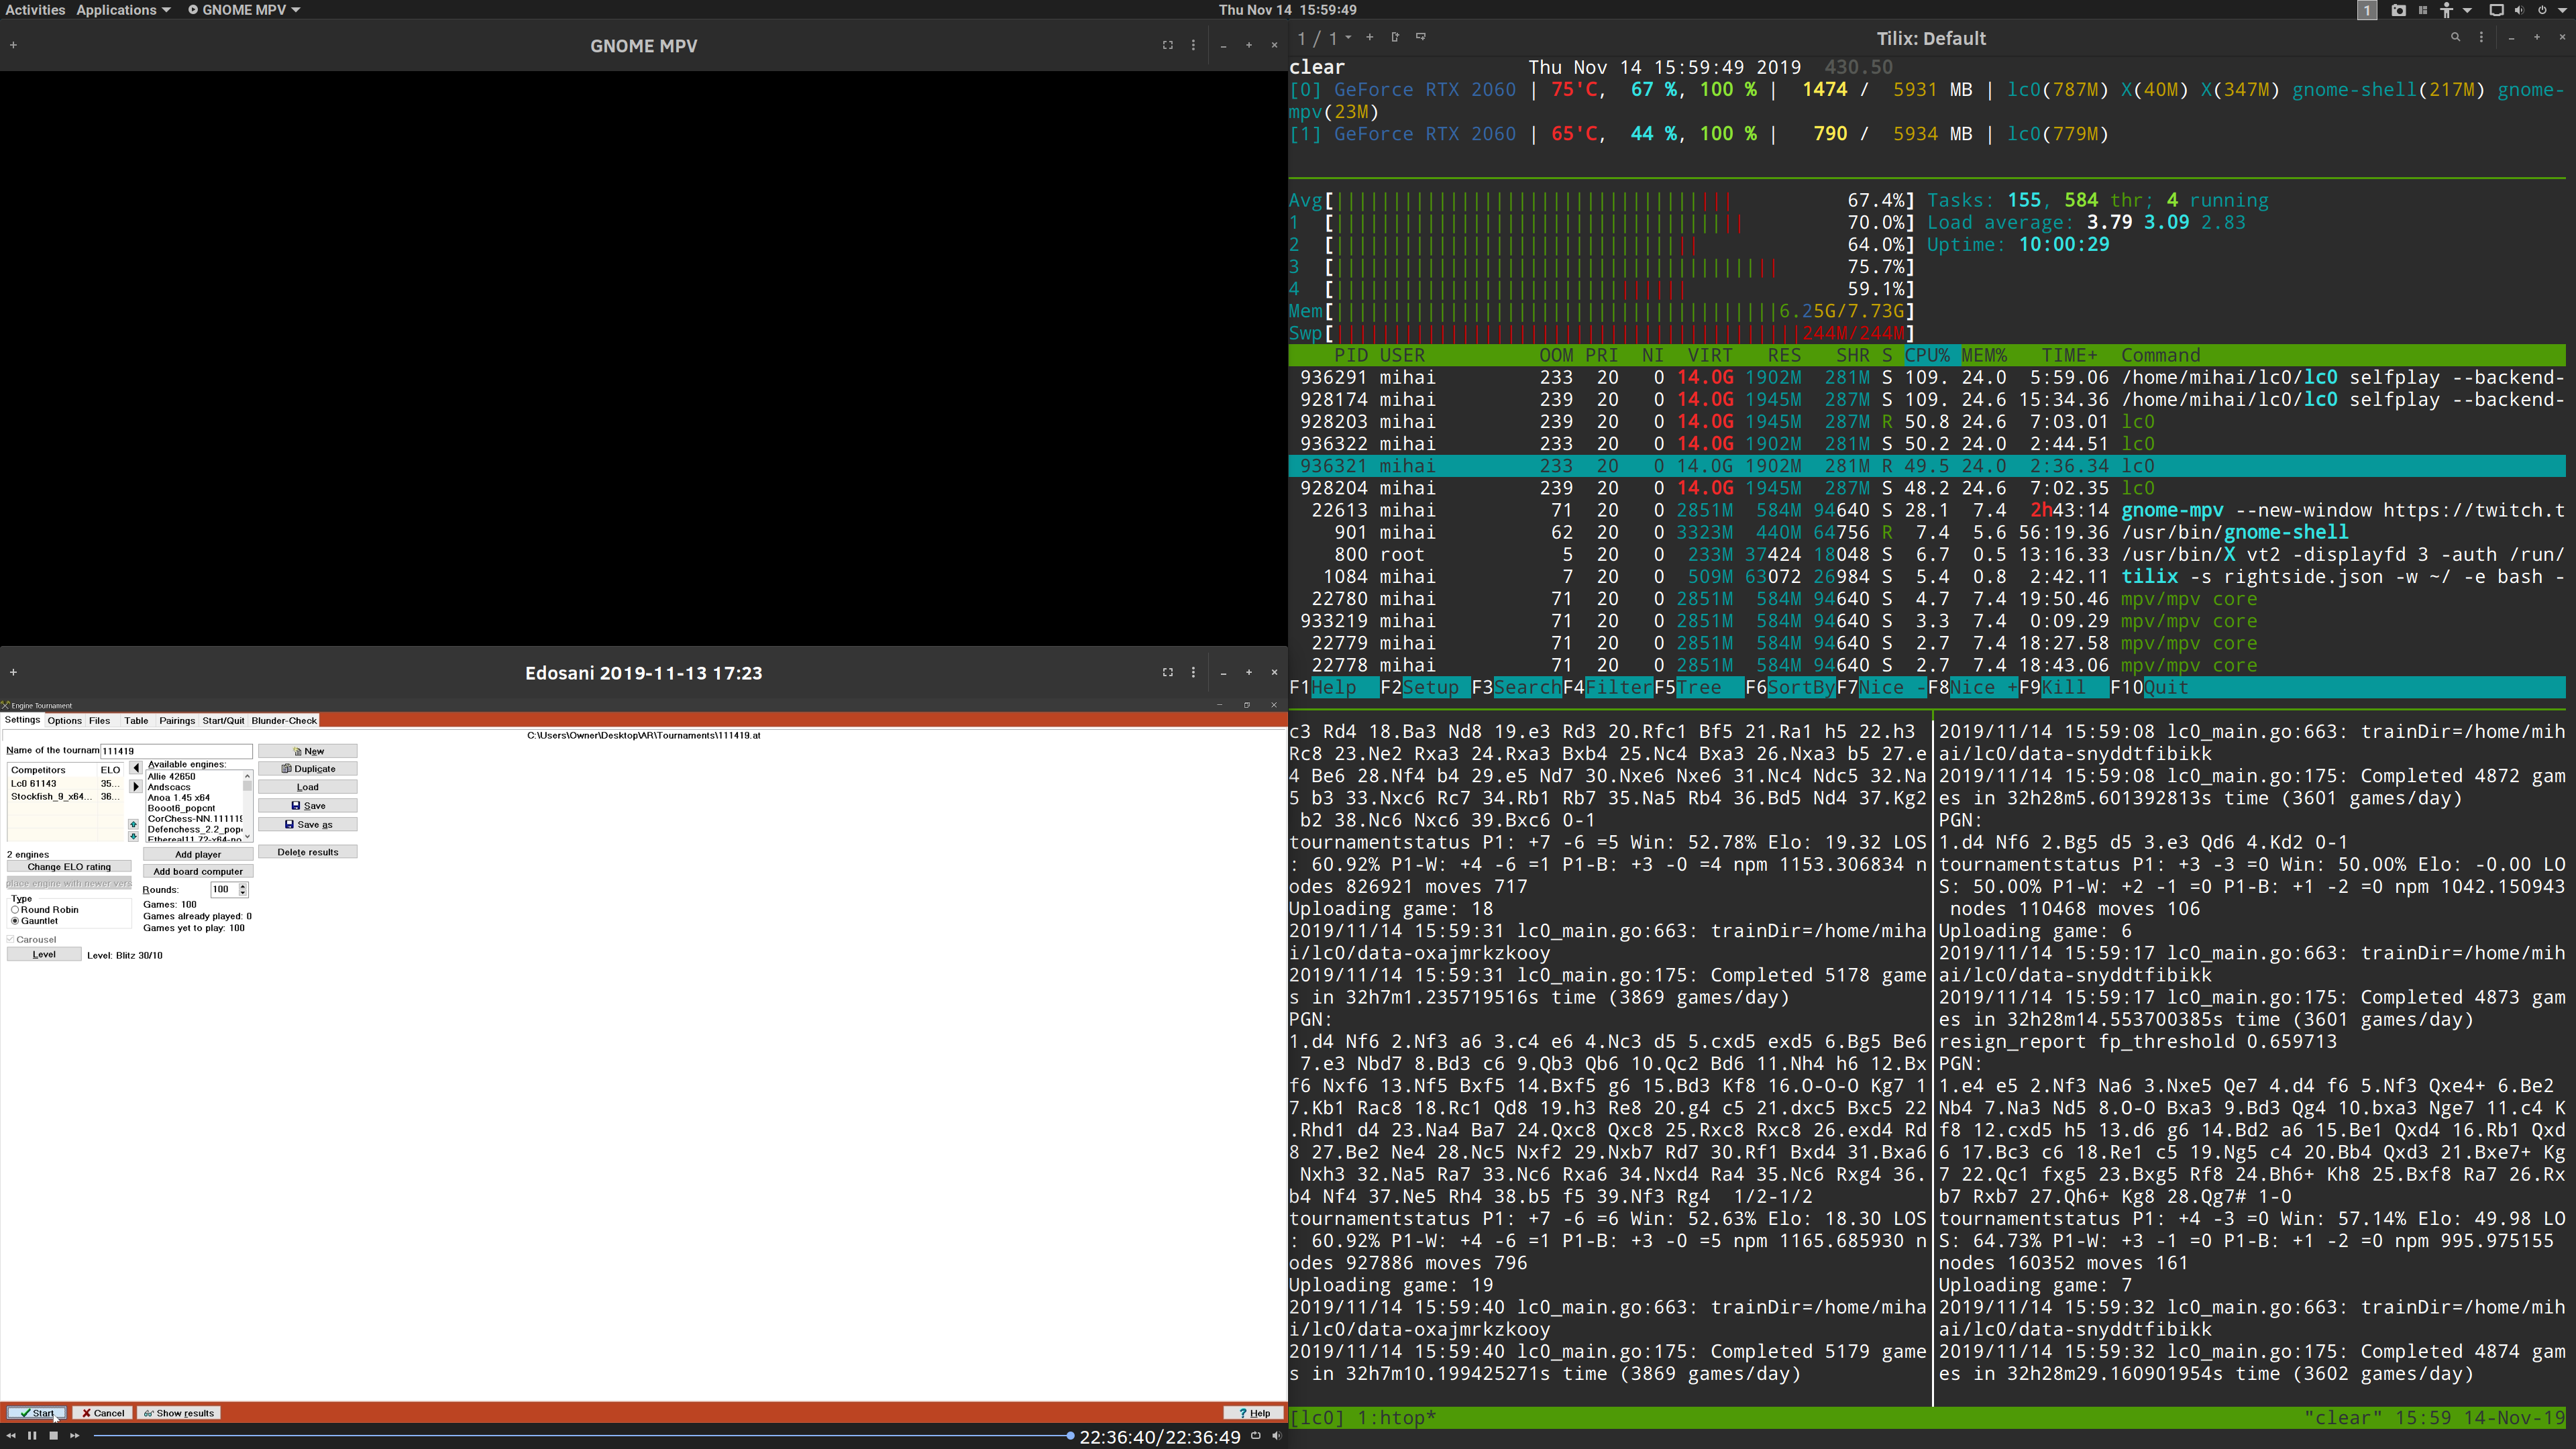 Activities Applications GNOME MPV
Thu Nov 14 15:59:49
1
GNOME MPV
Edosani 2019-11-13 17:23
Engine Tournament
Settings Options Files Table Pairings Start/Quit Blunder-Check
C:\Users\Owner\Desktop\AR\Tournaments\111419.at
Name of the tournam 111419
New
Duplicate
Load
Save
Save as
Delete results
Competitors ELO
Lc0 61143 35...
Stockfish_9_x64... 36...
Available engines:
Allie 42650
Andscacs
Anoa 1.45 x64
Booot6_popcnt
CorChess-NN.111119
Defenchess_2.2_pop
Ethereal11.72-x64-po
2 engines
Change ELO rating
place engine with newer vers
Add player
Add board computer
Type
Round Robin
Gauntlet
Rounds: 100
Games: 100
Games already played: 0
Games yet to play: 100
Carousel
Level
Level: Blitz 30/10
Start Cancel Show results Help
22:36:40/22:36:49
1 / 1
Tilix: Default
clear Thu Nov 14 15:59:49 2019 430.50
[0] GeForce RTX 2060 | 75'C, 67 %, 100 % | 1474 / 5931 MB | lc0(787M) X(40M) X(347M) gnome-shell(217M) gnome-
mpv(23M)
[1] GeForce RTX 2060 | 65'C, 44 %, 100 % | 790 / 5934 MB | lc0(779M)
Avg[ 67.4%] Tasks: 155, 584 thr; 4 running
1 [ 70.0%] Load average: 3.79 3.09 2.83
2 [ 64.0%] Uptime: 10:00:29
3 [ 75.7%]
4 [ 59.1%]
Mem[ 6.25G/7.73G]
Swp[ 244M/244M]
PID USER OOM PRI NI VIRT RES SHR S CPU% MEM% TIME+ Command
936291 mihai 233 20 0 14.0G 1902M 281M S 109. 24.0 5:59.06 /home/mihai/lc0/lc0 selfplay --backend-
928174 mihai 239 20 0 14.0G 1945M 287M S 109. 24.6 15:34.36 /home/mihai/lc0/lc0 selfplay --backend-
928203 mihai 239 20 0 14.0G 1945M 287M R 50.8 24.6 7:03.01 lc0
936322 mihai 233 20 0 14.0G 1902M 281M S 50.2 24.0 2:44.51 lc0
936321 mihai 233 20 0 14.0G 1902M 281M R 49.5 24.0 2:36.34 lc0
928204 mihai 239 20 0 14.0G 1945M 287M S 48.2 24.6 7:02.35 lc0
22613 mihai 71 20 0 2851M 584M 94640 S 28.1 7.4 2h43:14 gnome-mpv --new-window https://twitch.t
901 mihai 62 20 0 3323M 440M 64756 R 7.4 5.6 56:19.36 /usr/bin/gnome-shell
800 root 5 20 0 233M 37424 18048 S 6.7 0.5 13:16.33 /usr/bin/X vt2 -displayfd 3 -auth /run/
1084 mihai 7 20 0 509M 63072 26984 S 5.4 0.8 2:42.11 tilix -s rightside.json -w ~/ -e bash -
22780 mihai 71 20 0 2851M 584M 94640 S 4.7 7.4 19:50.46 mpv/mpv core
933219 mihai 71 20 0 2851M 584M 94640 S 3.3 7.4 0:09.29 mpv/mpv core
22779 mihai 71 20 0 2851M 584M 94640 S 2.7 7.4 18:27.58 mpv/mpv core
22778 mihai 71 20 0 2851M 584M 94640 S 2.7 7.4 18:43.06 mpv/mpv core
F1Help F2Setup F3SearchF4FilterF5Tree F6SortByF7Nice -F8Nice +F9Kill F10Quit
c3 Rd4 18.Ba3 Nd8 19.e3 Rd3 20.Rfc1 Bf5 21.Ra1 h5 22.h3
Rc8 23.Ne2 Rxa3 24.Rxa3 Bxb4 25.Nc4 Bxa3 26.Nxa3 b5 27.e
4 Be6 28.Nf4 b4 29.e5 Nd7 30.Nxe6 Nxe6 31.Nc4 Ndc5 32.Na
5 b3 33.Nxc6 Rc7 34.Rb1 Rb7 35.Na5 Rb4 36.Bd5 Nd4 37.Kg2
b2 38.Nc6 Nxc6 39.Bxc6 0-1
tournamentstatus P1: +7 -6 =5 Win: 52.78% Elo: 19.32 LOS
: 60.92% P1-W: +4 -6 =1 P1-B: +3 -0 =4 npm 1153.306834 n
odes 826921 moves 717
Uploading game: 18
2019/11/14 15:59:31 lc0_main.go:663: trainDir=/home/miha
i/lc0/data-oxajmrkzkooy
2019/11/14 15:59:31 lc0_main.go:175: Completed 5178 game
s in 32h7m1.235719516s time (3869 games/day)
PGN:
1.d4 Nf6 2.Nf3 a6 3.c4 e6 4.Nc3 d5 5.cxd5 exd5 6.Bg5 Be6
7.e3 Nbd7 8.Bd3 c6 9.Qb3 Qb6 10.Qc2 Bd6 11.Nh4 h6 12.Bx
f6 Nxf6 13.Nf5 Bxf5 14.Bxf5 g6 15.Bd3 Kf8 16.O-O-O Kg7 1
7.Kb1 Rac8 18.Rc1 Qd8 19.h3 Re8 20.g4 c5 21.dxc5 Bxc5 22
.Rhd1 d4 23.Na4 Ba7 24.Qxc8 Qxc8 25.Rxc8 Rxc8 26.exd4 Rd
8 27.Be2 Ne4 28.Nc5 Nxf2 29.Nxb7 Rd7 30.Rf1 Bxd4 31.Bxa6
Nxh3 32.Na5 Ra7 33.Nc6 Rxa6 34.Nxd4 Ra4 35.Nc6 Rxg4 36.
b4 Nf4 37.Ne5 Rh4 38.b5 f5 39.Nf3 Rg4 1/2-1/2
tournamentstatus P1: +7 -6 =6 Win: 52.63% Elo: 18.30 LOS
: 60.92% P1-W: +4 -6 =1 P1-B: +3 -0 =5 npm 1165.685930 n
odes 927886 moves 796
Uploading game: 19
2019/11/14 15:59:40 lc0_main.go:663: trainDir=/home/miha
i/lc0/data-oxajmrkzkooy
2019/11/14 15:59:40 lc0_main.go:175: Completed 5179 game
s in 32h7m10.199425271s time (3869 games/day)
2019/11/14 15:59:08 lc0_main.go:663: trainDir=/home/mih
ai/lc0/data-snyddtfibikk
2019/11/14 15:59:08 lc0_main.go:175: Completed 4872 gam
es in 32h28m5.601392813s time (3601 games/day)
PGN:
1.d4 Nf6 2.Bg5 d5 3.e3 Qd6 4.Kd2 0-1
tournamentstatus P1: +3 -3 =0 Win: 50.00% Elo: -0.00 LO
S: 50.00% P1-W: +2 -1 =0 P1-B: +1 -2 =0 npm 1042.150943
nodes 110468 moves 106
Uploading game: 6
2019/11/14 15:59:17 lc0_main.go:663: trainDir=/home/mih
ai/lc0/data-snyddtfibikk
2019/11/14 15:59:17 lc0_main.go:175: Completed 4873 gam
es in 32h28m14.553700385s time (3601 games/day)
resign_report fp_threshold 0.659713
PGN:
1.e4 e5 2.Nf3 Na6 3.Nxe5 Qe7 4.d4 f6 5.Nf3 Qxe4+ 6.Be2
Nb4 7.Na3 Nd5 8.O-O Bxa3 9.Bd3 Qg4 10.bxa3 Nge7 11.c4 K
f8 12.cxd5 h5 13.d6 g6 14.Bd2 a6 15.Be1 Qxd4 16.Rb1 Qxd
6 17.Bc3 c6 18.Re1 c5 19.Ng5 c4 20.Bb4 Qxd3 21.Bxe7+ Kg
7 22.Qc1 fxg5 23.Bxg5 Rf8 24.Bh6+ Kh8 25.Bxf8 Ra7 26.Rx
b7 Rxb7 27.Qh6+ Kg8 28.Qg7# 1-0
tournamentstatus P1: +4 -3 =0 Win: 57.14% Elo: 49.98 LO
S: 64.73% P1-W: +3 -1 =0 P1-B: +1 -2 =0 npm 995.975155
nodes 160352 moves 161
Uploading game: 7
2019/11/14 15:59:32 lc0_main.go:663: trainDir=/home/mih
ai/lc0/data-snyddtfibikk
2019/11/14 15:59:32 lc0_main.go:175: Completed 4874 gam
es in 32h28m29.160901954s time (3602 games/day)
[lc0] 1:htop* "clear" 15:59 14-Nov-19